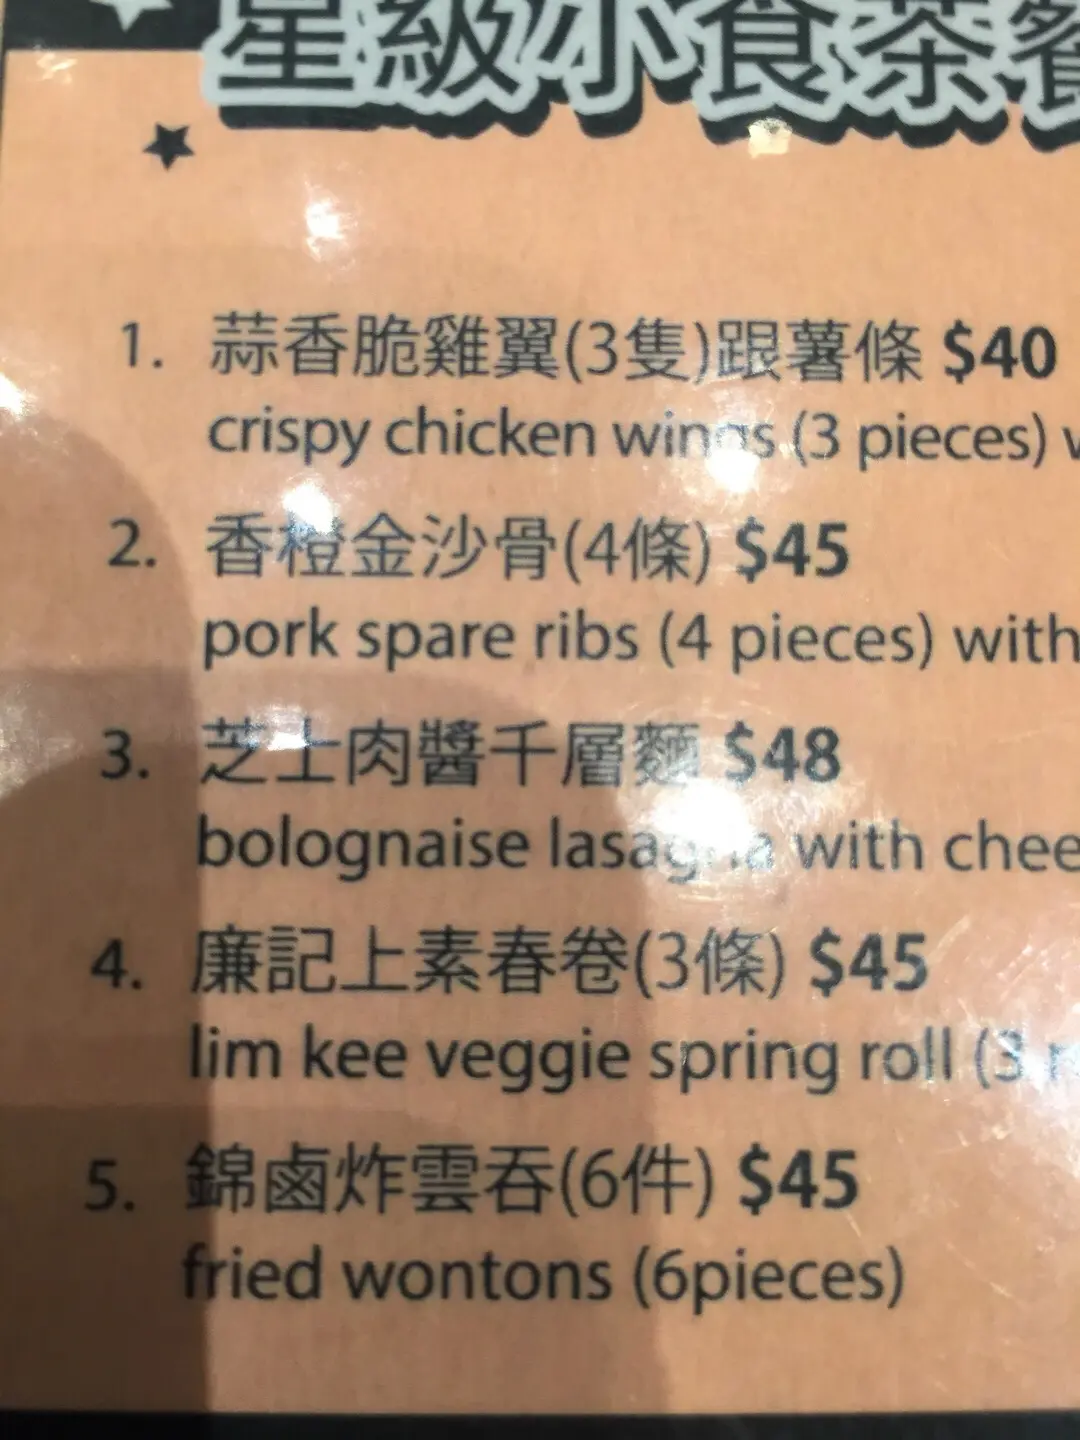 星級小食茶餐
1. 蒜香脆雞翼(3隻)跟薯條 $40
crispy chicken wings (3 pieces)
2. 香橙金沙骨(4條) $45
pork spare ribs (4 pieces) with
3. 芝士肉醬千層麵 $48
bolognaise lasagna with chee
4. 廉記上素春卷(3條) $45
lim kee veggie spring roll (3
5. 錦鹵炸雲吞(6件) $45
fried wontons (6pieces)